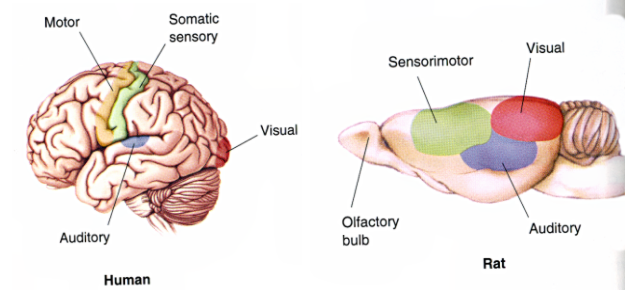 Motor
Somatic
sensory
Visual
Auditory
Human
Sensorimotor
Visual
Olfactory
bulb
Auditory
Rat